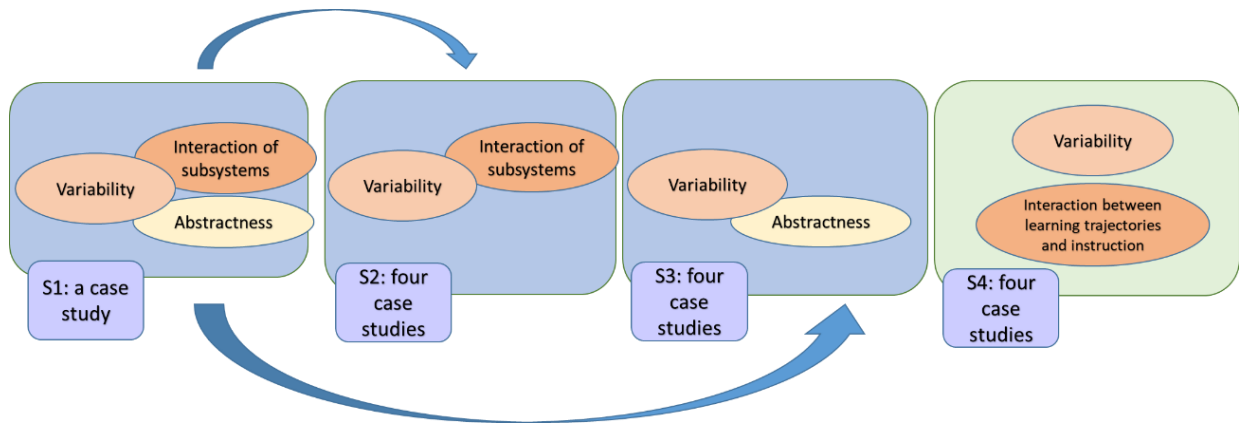 Interaction of
subsystems
Variability
Abstractness
S1: a case
study
Interaction of
subsystems
Variability
S2: four
case
studies
Variability
Abstractness
S3: four
case
studies
Variability
Interaction between
learning trajectories
and instruction
S4: four
case
studies